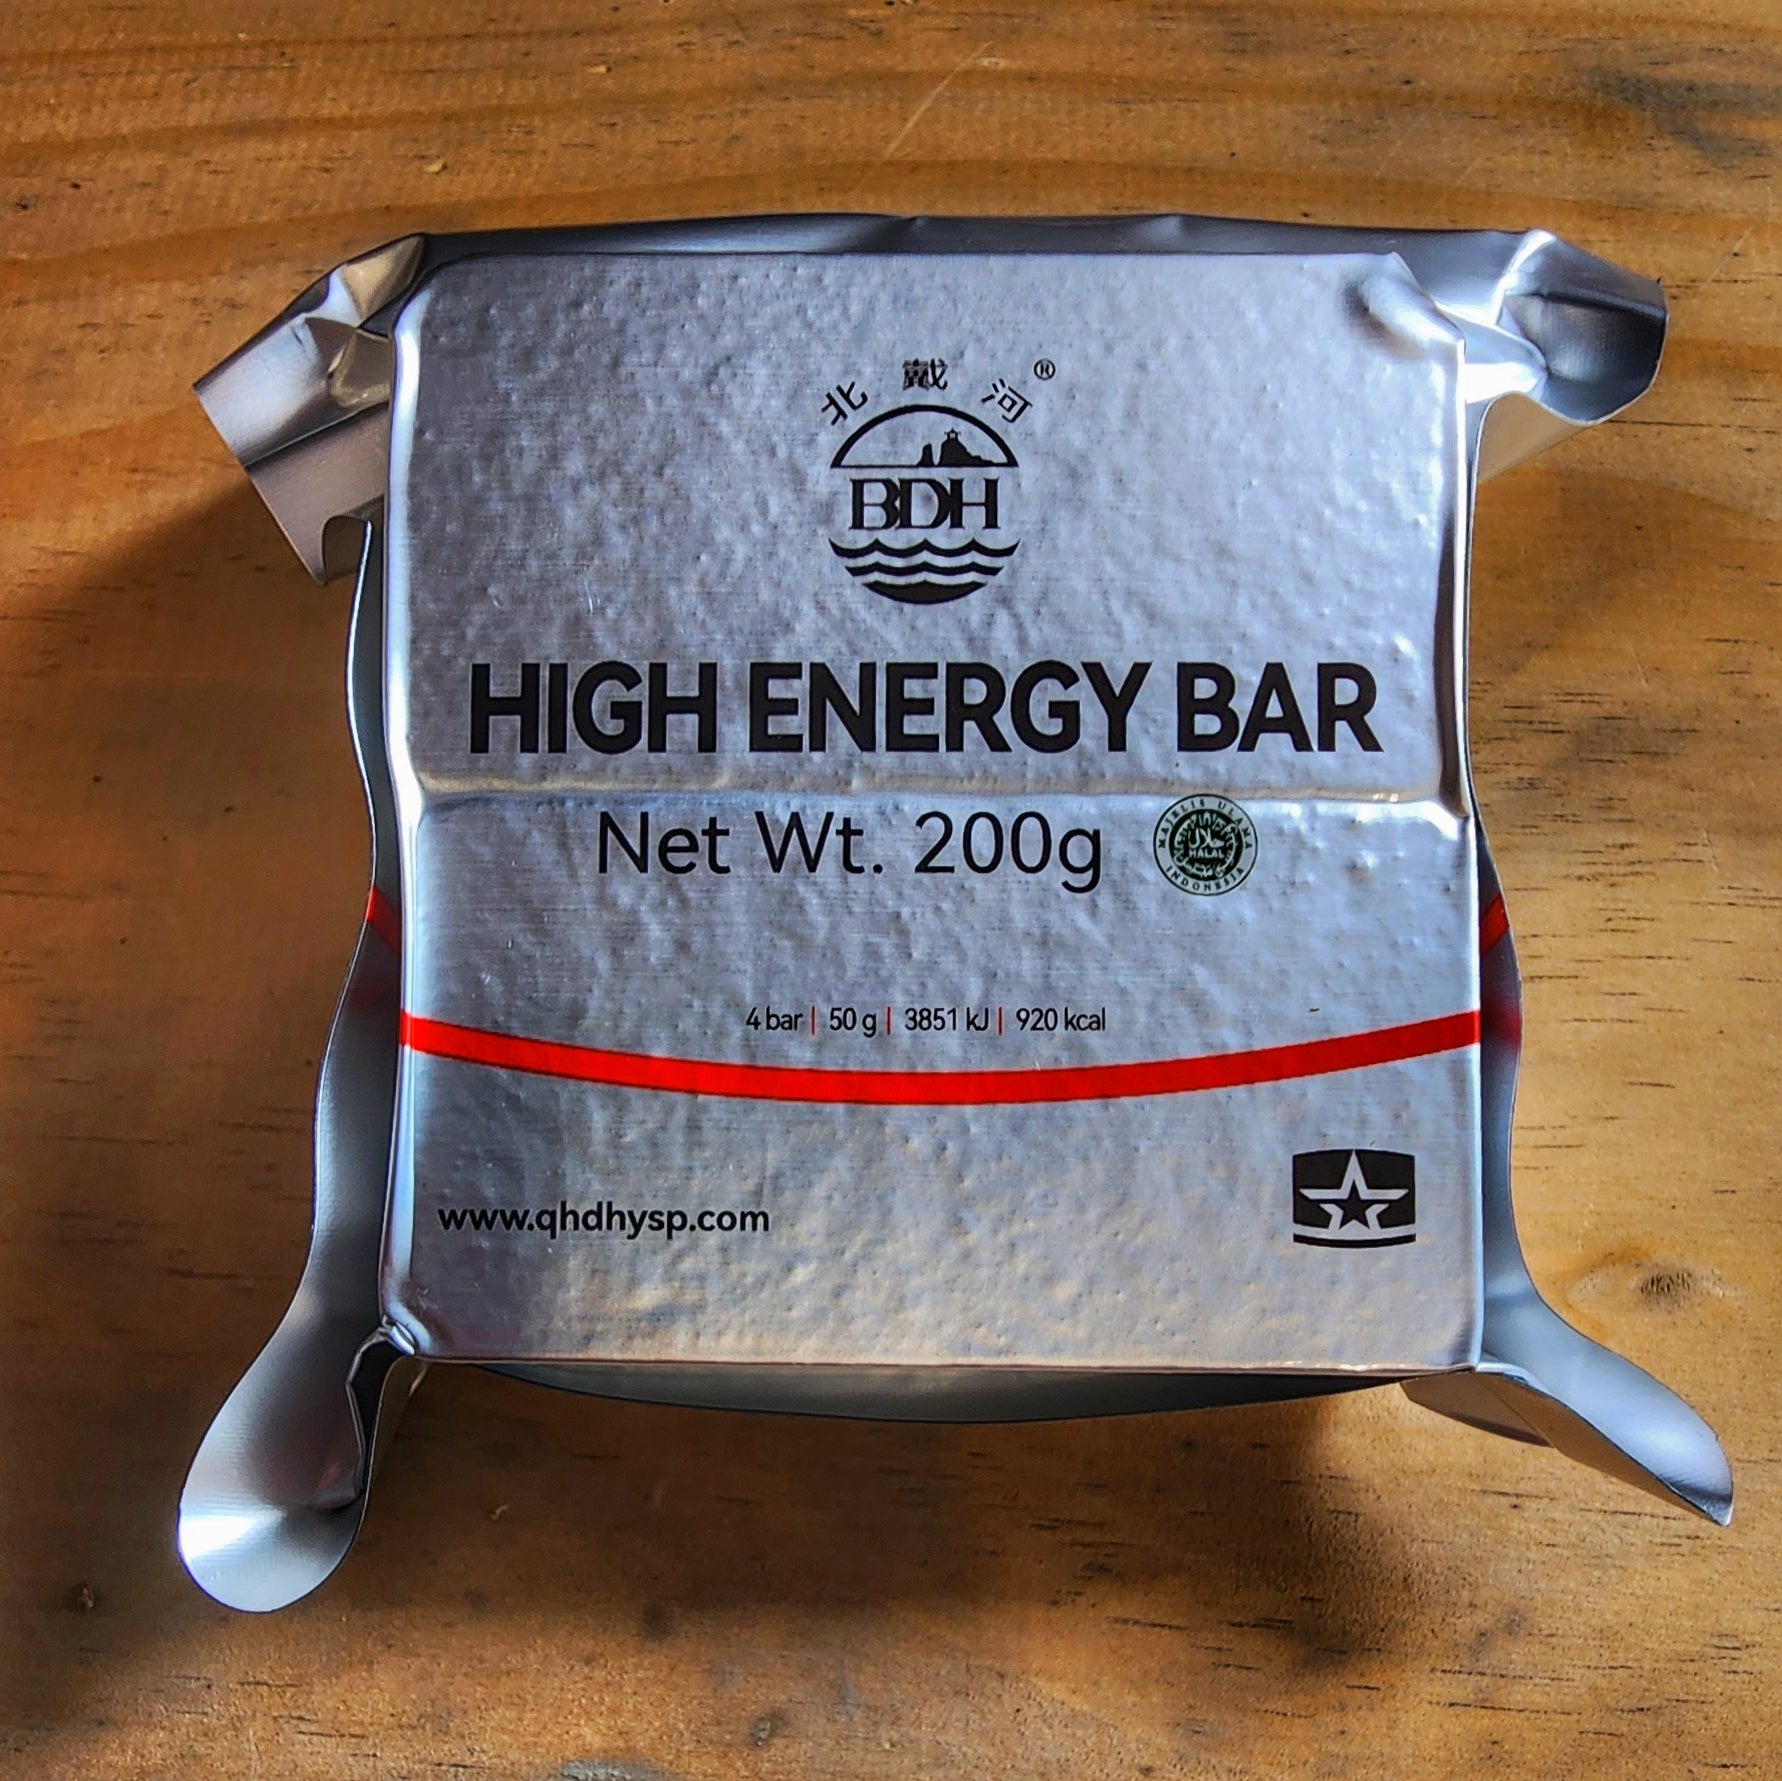 北戴河®
BDH
HIGH ENERGY BAR
Net Wt. 200g
MAJELIS ULAMA
HALAL
INDONESIA
4 bar | 50 g | 3851 kJ | 920 kcal
www.qhdhysp.com